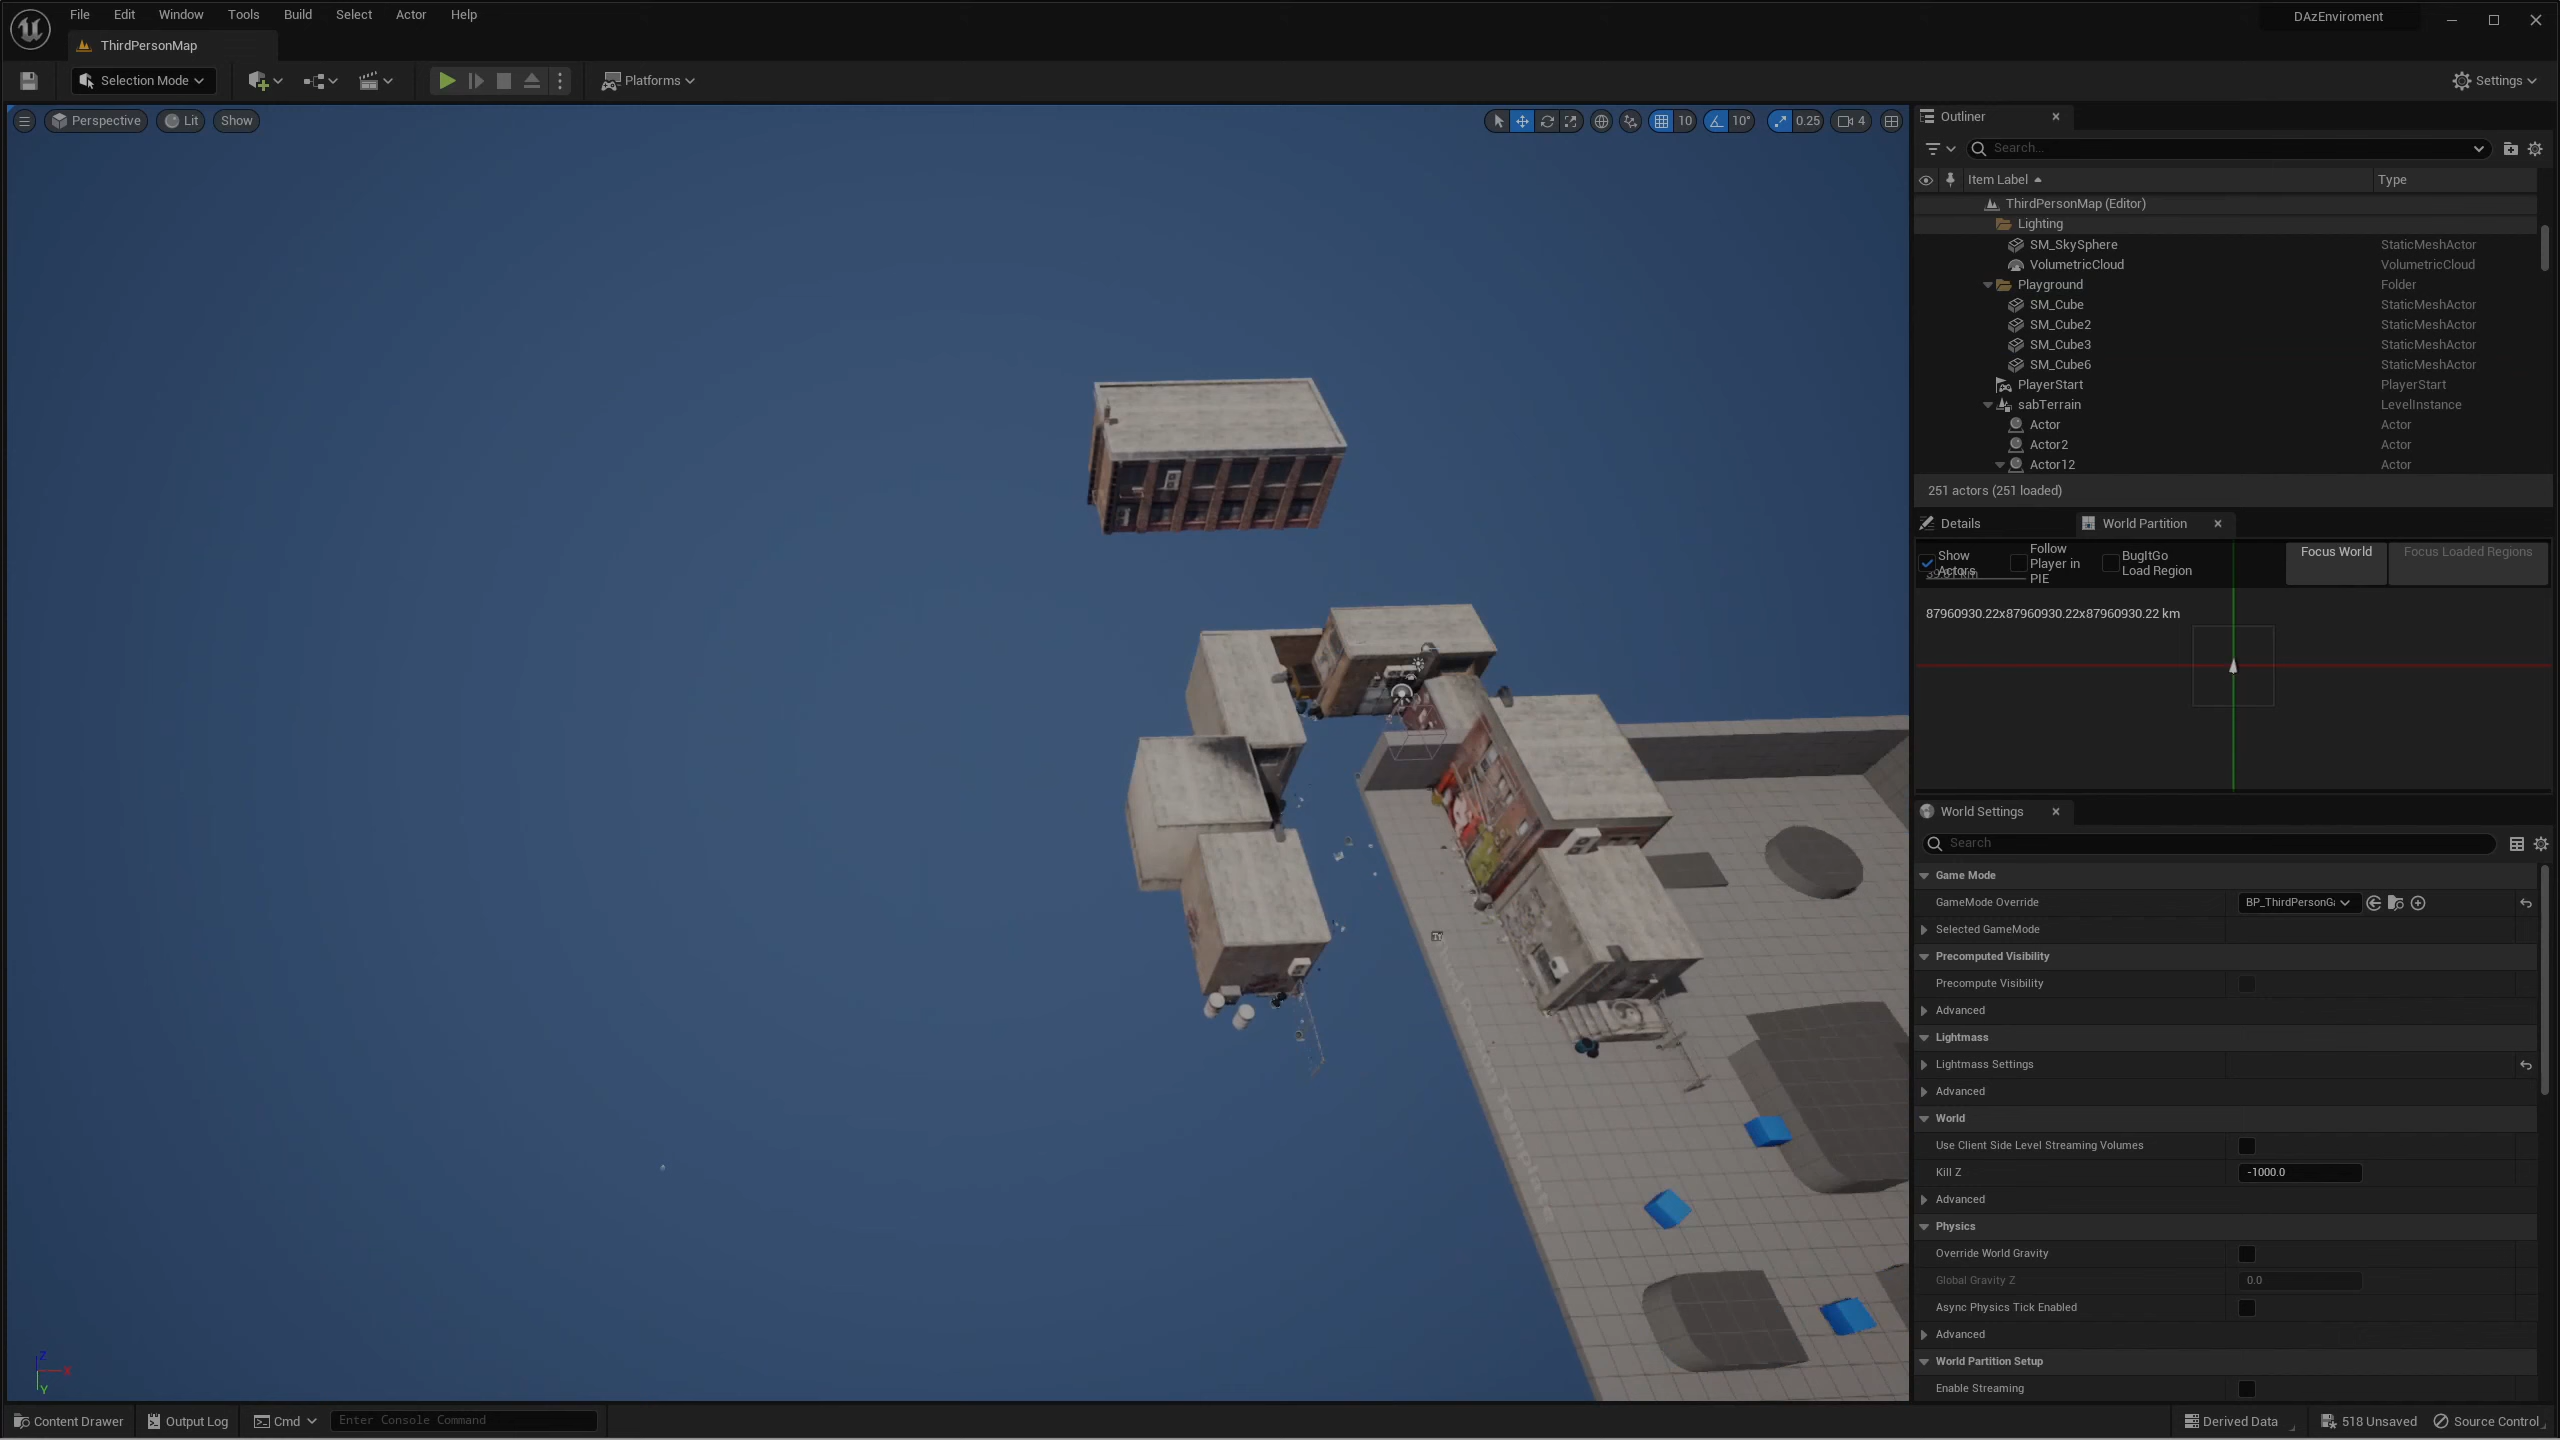 File Edit Window Tools Build Select Actor Help
DAzEnviroment
ThirdPersonMap
Selection Mode
Platforms
Settings
Perspective Lit Show
10 10° 0.25 4
Outliner
Search...
Item Label Type
ThirdPersonMap (Editor)
Lighting
SM_SkySphere StaticMeshActor
VolumetricCloud VolumetricCloud
Playground Folder
SM_Cube StaticMeshActor
SM_Cube2 StaticMeshActor
SM_Cube3 StaticMeshActor
SM_Cube6 StaticMeshActor
PlayerStart PlayerStart
sabTerrain LevelInstance
Actor Actor
Actor2 Actor
Actor12 Actor
251 actors (251 loaded)
Details World Partition
Show Actors Follow Player in PIE BugItGo Load Region Focus World Focus Loaded Regions
87960930.22x87960930.22x87960930.22 km
World Settings
Search
Game Mode
GameMode Override BP_ThirdPersonGa
Selected GameMode
Precomputed Visibility
Precompute Visibility
Advanced
Lightmass
Lightmass Settings
Advanced
World
Use Client Side Level Streaming Volumes
Kill Z -1000.0
Advanced
Physics
Override World Gravity
Global Gravity Z 0.0
Async Physics Tick Enabled
Advanced
World Partition Setup
Enable Streaming
Third Person Template
Z
X
Y
Content Drawer Output Log Cmd Enter Console Command
Derived Data 518 Unsaved Source Control